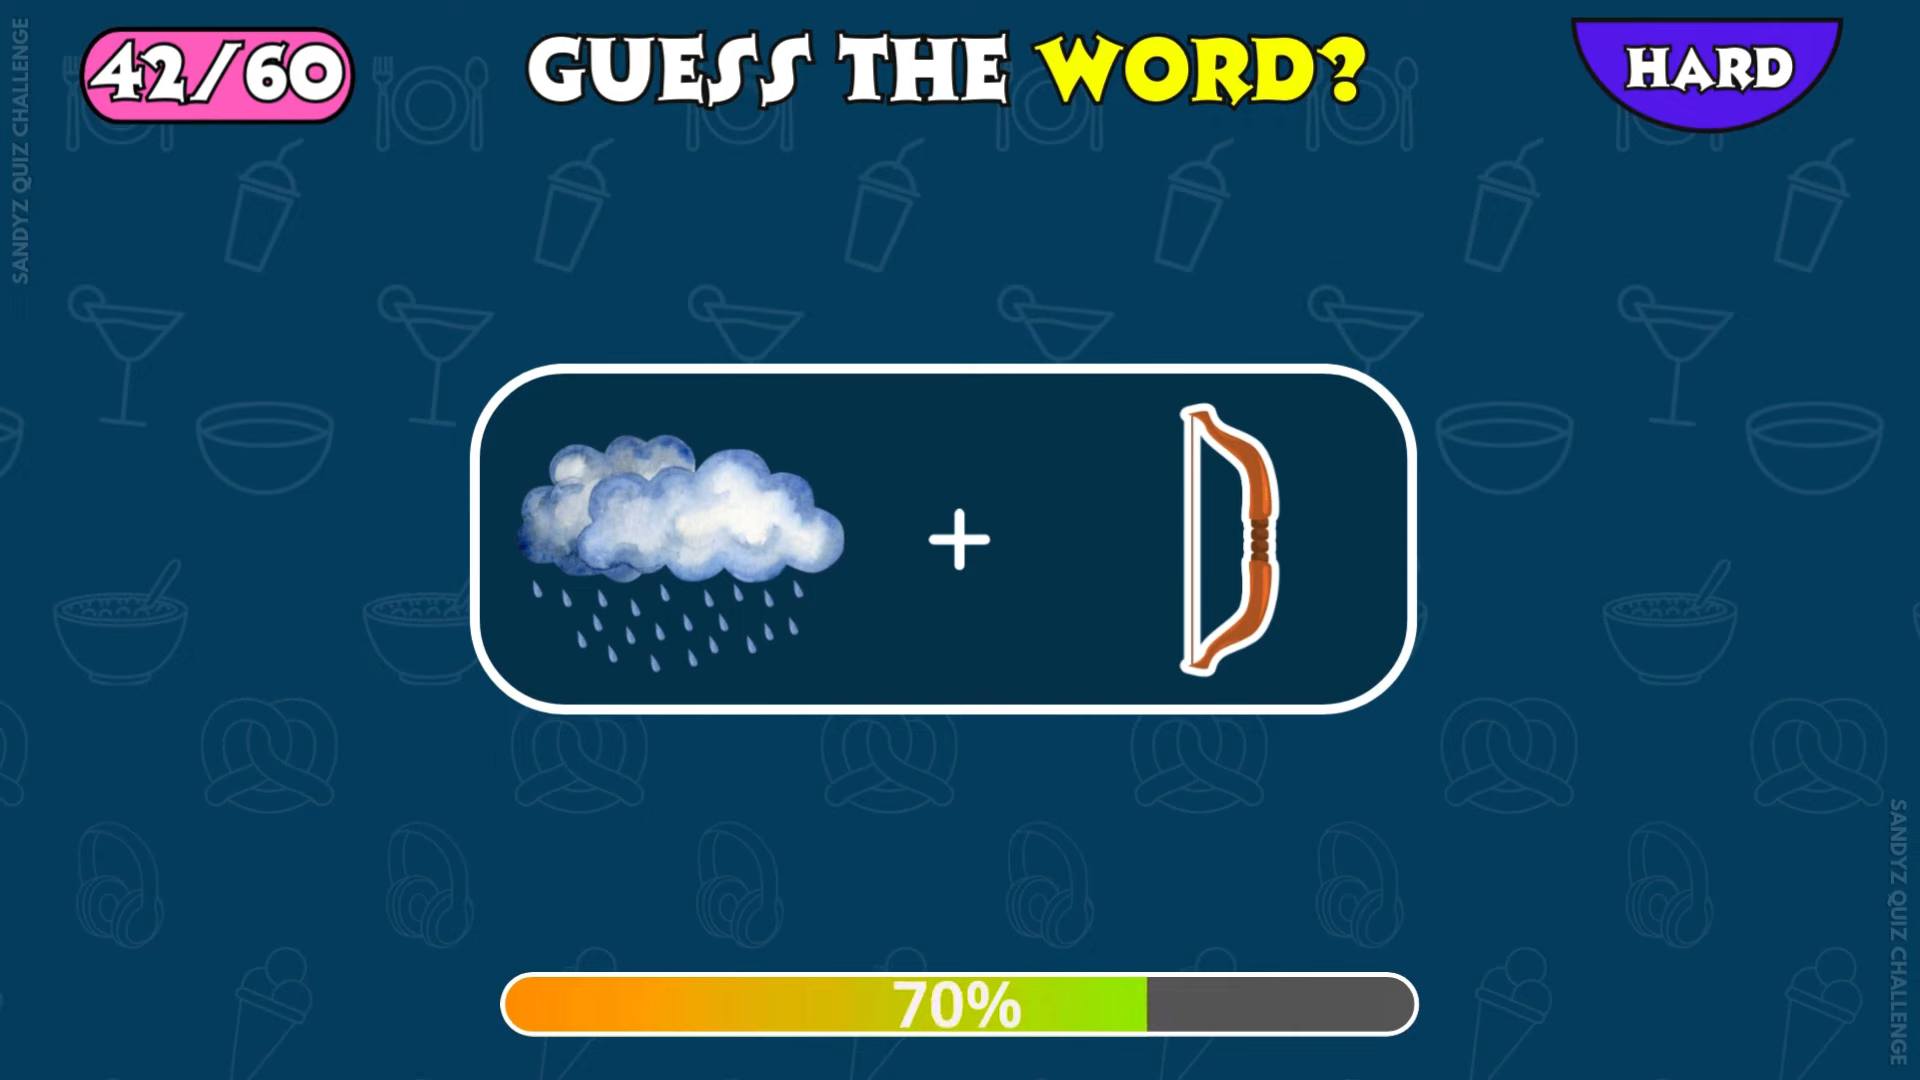 42/60
GUESS THE WORD?
HARD
SANDYZ QUIZ CHALLENGE
+
70%
SANDYZ QUIZ CHALLENGE